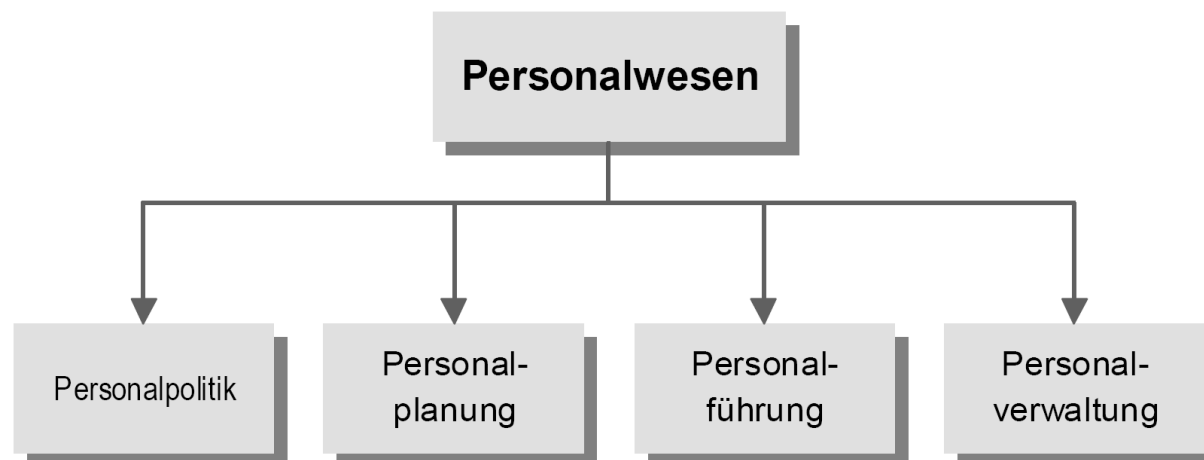 Personalwesen
Personalpolitik
Personal-
planung
Personal-
führung
Personal-
verwaltung